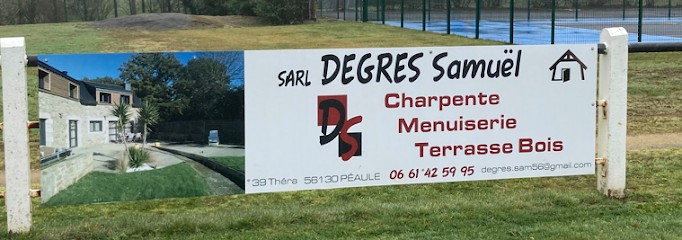 SARL DEGRES Samuël
DS
Charpente
Menuiserie
Terrasse Bois
39 Théra 56130 PÉAULE 06 61 42 59 95 degres.sam56@gmail.com